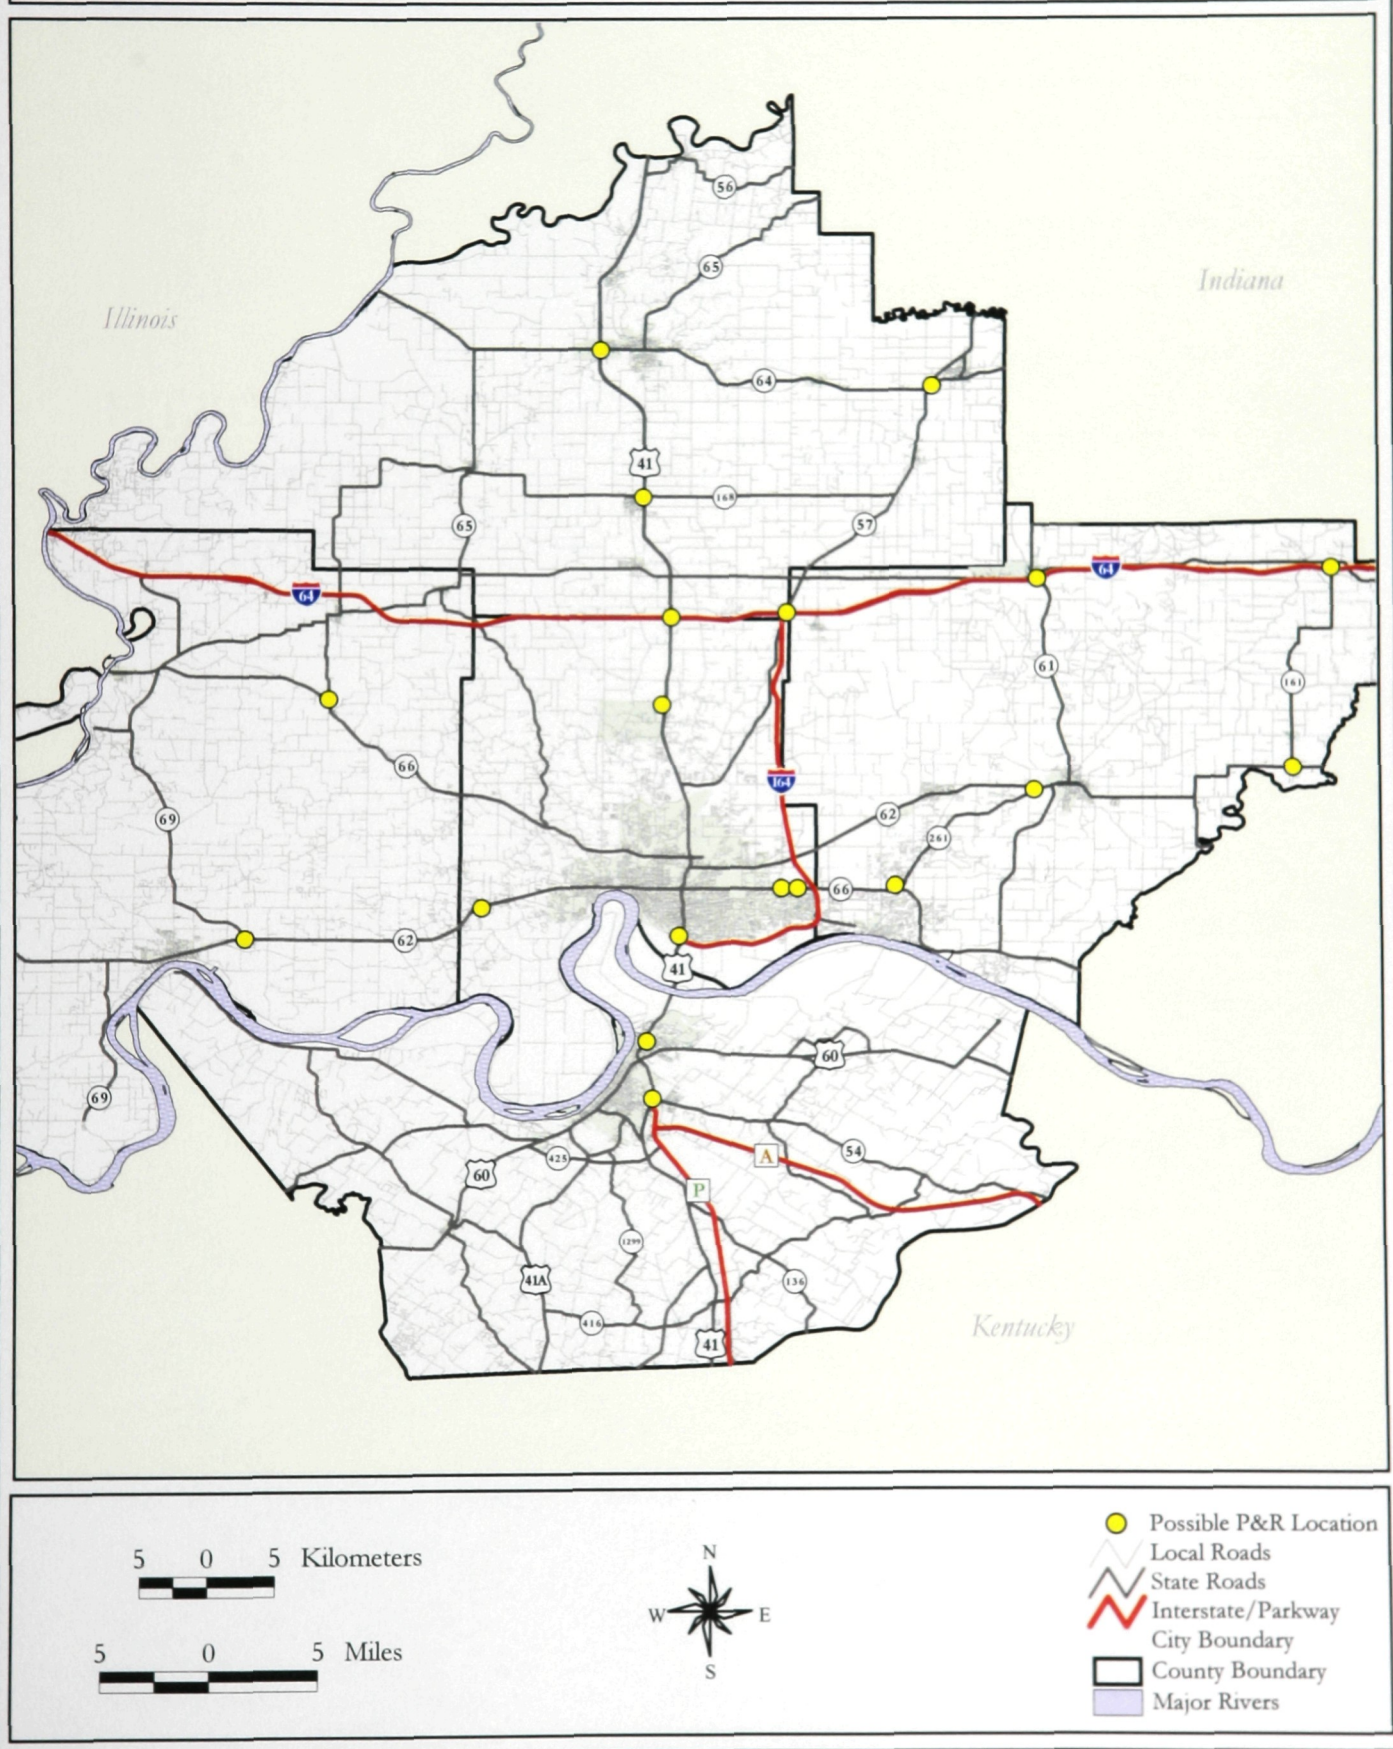 56
65
Indiana
Illinois
64
41
168
65
57
64
64
61
161
66
164
69
62
261
66
62
41
60
69
54
425
A
60
P
1299
41A
136
416
Kentucky
41
5 0 5 Kilometers
5 0 5 Miles
N
W E
S
Possible P&R Location
Local Roads
State Roads
Interstate/Parkway
City Boundary
County Boundary
Major Rivers